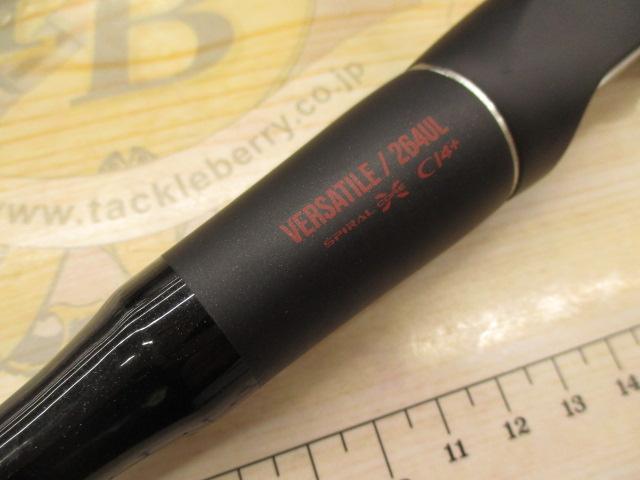 B
www.tackleberry.co.jp
VERSATILE / 264UL
SPIRAL X CI4+
11 12 13 14